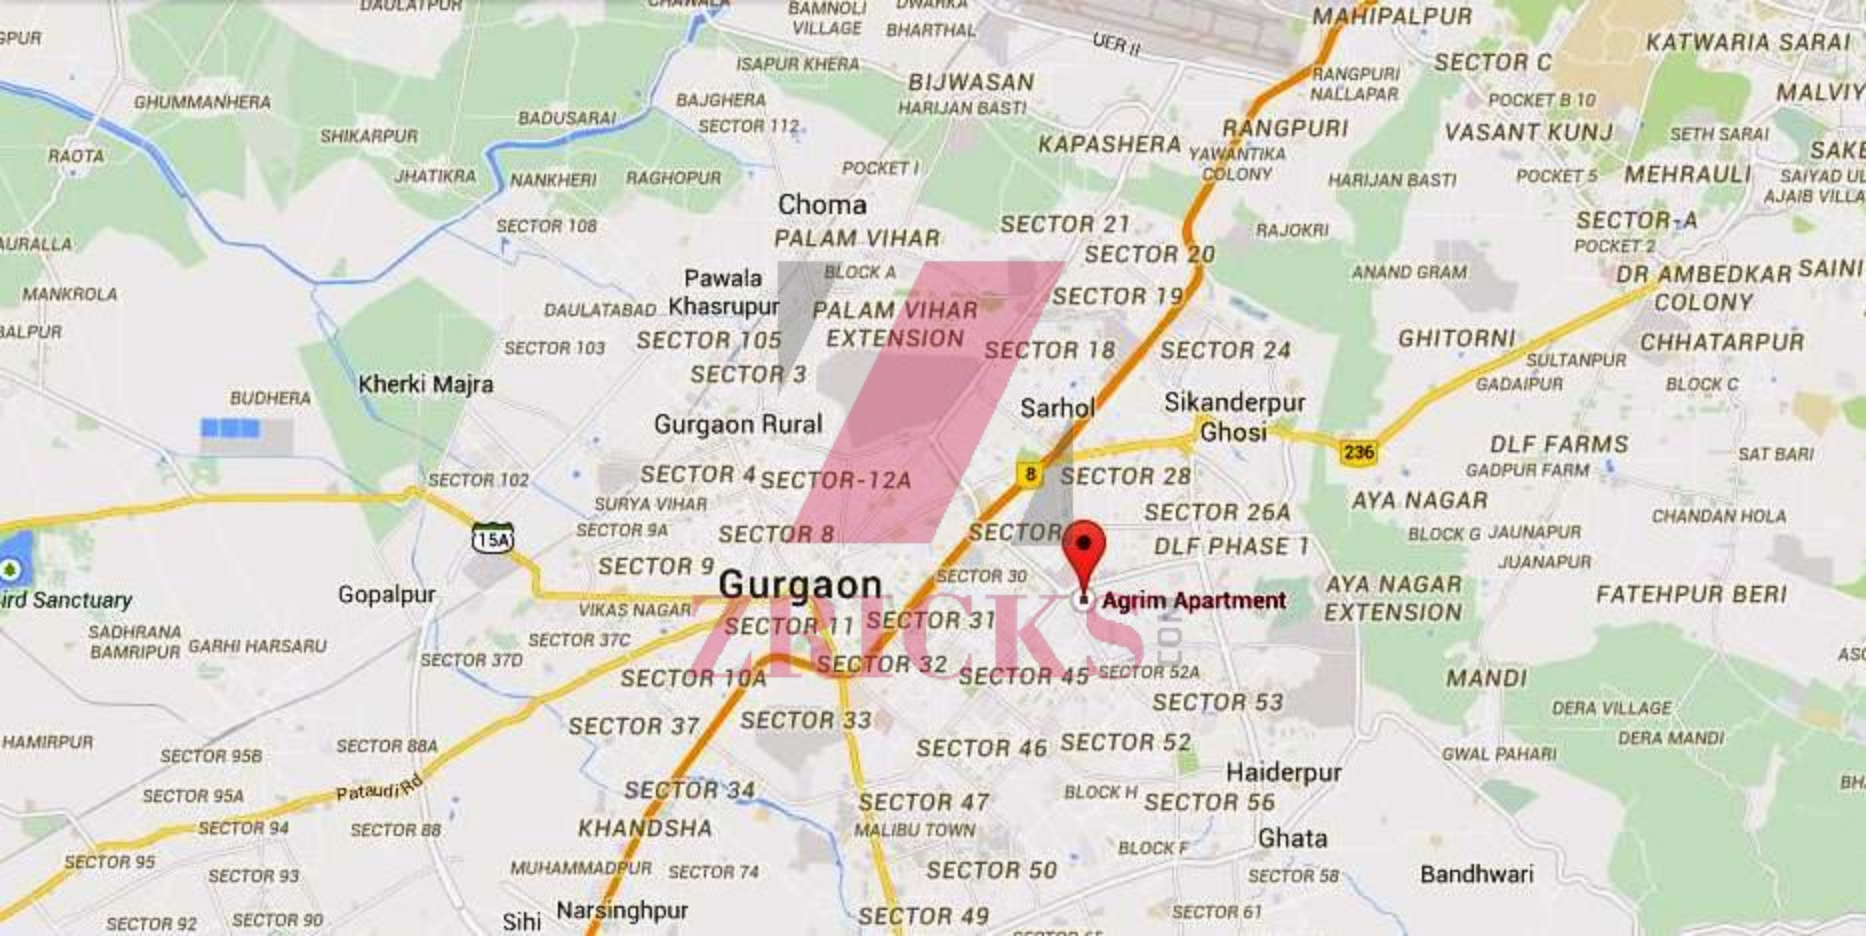 DAULATPUR
CHAWALA
BAMNOLI
VILLAGE
DWARKA
BHARTHAL
UER II
MAHIPALPUR
KATWARIA SARAI
ISAPUR KHERA
BIJWASAN
HARIJAN BASTI
RANGPURI
NALLAPAR
SECTOR C
POCKET B 10
MALVIY
GHUMMANHERA
BAJGHERA
SECTOR 112
BADUSARAI
SHIKARPUR
KAPASHERA
RANGPURI
VASANT KUNJ
SETH SARAI
SAKE
RAOTA
YAWANTIKA
COLONY
JHATIKRA
NANKHERI
RAGHOPUR
POCKET I
HARIJAN BASTI
POCKET 5
MEHRAULI
SAIYAD UL
AJAIB VILLA
Choma
PALAM VIHAR
SECTOR 21
SECTOR 108
SECTOR-A
POCKET 2
RAJOKRI
AURALLA
SECTOR 20
BLOCK A
ANAND GRAM
DR AMBEDKAR
COLONY
SAINI
Pawala
Khasrupur
MANKROLA
DAULATABAD
PALAM VIHAR
EXTENSION
SECTOR 19
BALPUR
SECTOR 103
SECTOR 105
SECTOR 18
SECTOR 24
GHITORNI
CHHATARPUR
SULTANPUR
SECTOR 3
Kherki Majra
GADAIPUR
BLOCK C
BUDHERA
Sarhol
Sikanderpur
Ghosi
Gurgaon Rural
DLF FARMS
236
SAT BARI
SECTOR 102
SECTOR 4
SECTOR-12A
8
SECTOR 28
GADPUR FARM
SURYA VIHAR
AYA NAGAR
SECTOR 9A
SECTOR 8
SECTOR
SECTOR 26A
BLOCK G
JAUNAPUR
CHANDAN HOLA
15A
DLF PHASE 1
JUANAPUR
SECTOR 9
SECTOR 30
Gurgaon
AYA NAGAR
EXTENSION
FATEHPUR BERI
ird Sanctuary
Gopalpur
VIKAS NAGAR
Agrim Apartment
ZRICKS
.COM
SECTOR 11
SECTOR 31
SADHRANA
BAMRIPUR
GARHI HARSARU
SECTOR 37C
SECTOR 37D
SECTOR 32
SECTOR 10A
SECTOR 45
SECTOR 52A
MANDI
SECTOR 53
DERA VILLAGE
SECTOR 37
SECTOR 33
DERA MANDI
HAMIRPUR
SECTOR 95B
SECTOR 88A
SECTOR 46
SECTOR 52
GWAL PAHARI
Haiderpur
Pataudi Rd
SECTOR 95A
SECTOR 34
SECTOR 47
BLOCK H
SECTOR 56
SECTOR 94
SECTOR 88
KHANDSHA
MALIBU TOWN
Ghata
BLOCK F
SECTOR 95
SECTOR 93
MUHAMMADPUR
SECTOR 74
SECTOR 50
SECTOR 58
Bandhwari
SECTOR 92
SECTOR 90
Sihi
Narsinghpur
SECTOR 49
SECTOR 61